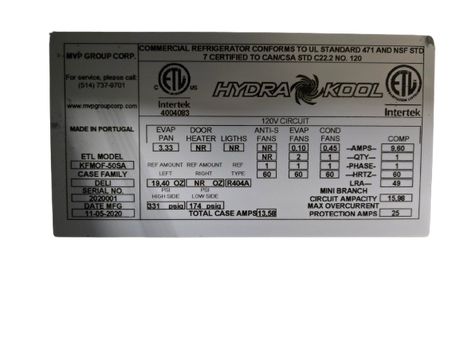 MVP GROUP CORP.
COMMERCIAL REFRIGERATOR CONFORMS TO UL STANDARD 471 AND NSF STD
7 CERTIFIED TO CAN/CSA STD C22.2 NO. 120
For service, please call:
(514) 737-9701
www.mvpgroupcorp.com
C ETL US
Intertek
4004083
HYDRA KOOL
ETL
Intertek
120V CIRCUIT
MADE IN PORTUGAL
EVAP PAN DOOR HEATER LIGTHS ANTI-S FANS EVAP FANS COND FANS COMP
3.33 NR NR NR 0.10 0.45 AMPS 9.60
NR 2 1 QTY 1
ETL MODEL
KFMOF-50SA
REF AMOUNT REF AMOUNT REF 1 1 1 PHASE 1
CASE FAMILY
LEFT RIGHT TYPE 60 60 60 HRTZ 60
DELI
19,40 OZ NR OZ R404A LRA 49
SERIAL NO.
2020001
PSI HIGH SIDE PSI LOW SIDE
MINI BRANCH
CIRCUIT AMPACITY 15,98
DATE MFG
11-05-2020
331 psig 174 psig
MAX OVERCURRENT
TOTAL CASE AMPS 13,58 PROTECTION AMPS 25